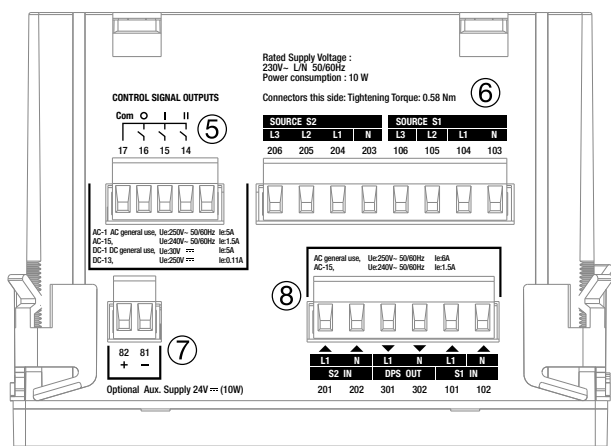 Rated Supply Voltage :
230V~ L/N 50/60Hz
Power consumption : 10 W
CONTROL SIGNAL OUTPUTS
Connectors this side: Tightening Torque: 0.58 Nm
6
Com O I II
5
SOURCE S2 SOURCE S1
L3 L2 L1 N L3 L2 L1 N
17 16 15 14
206 205 204 203 106 105 104 103
AC-1 AC general use, Ue:250V~ 50/60Hz Ie:5A
AC-15, Ue:240V~ 50/60Hz Ie:1.5A
DC-1 DC general use, Ue:30V ⎓ Ie:5A
DC-13, Ue:250V ⎓ Ie:0.11A
AC general use, Ue:250V~ 50/60Hz Ie:6A
AC-15, Ue:240V~ 50/60Hz Ie:1.5A
8
7
82 81
+ −
L1 N L1 N L1 N
S2 IN DPS OUT S1 IN
201 202 301 302 101 102
Optional Aux. Supply 24V ⎓ (10W)